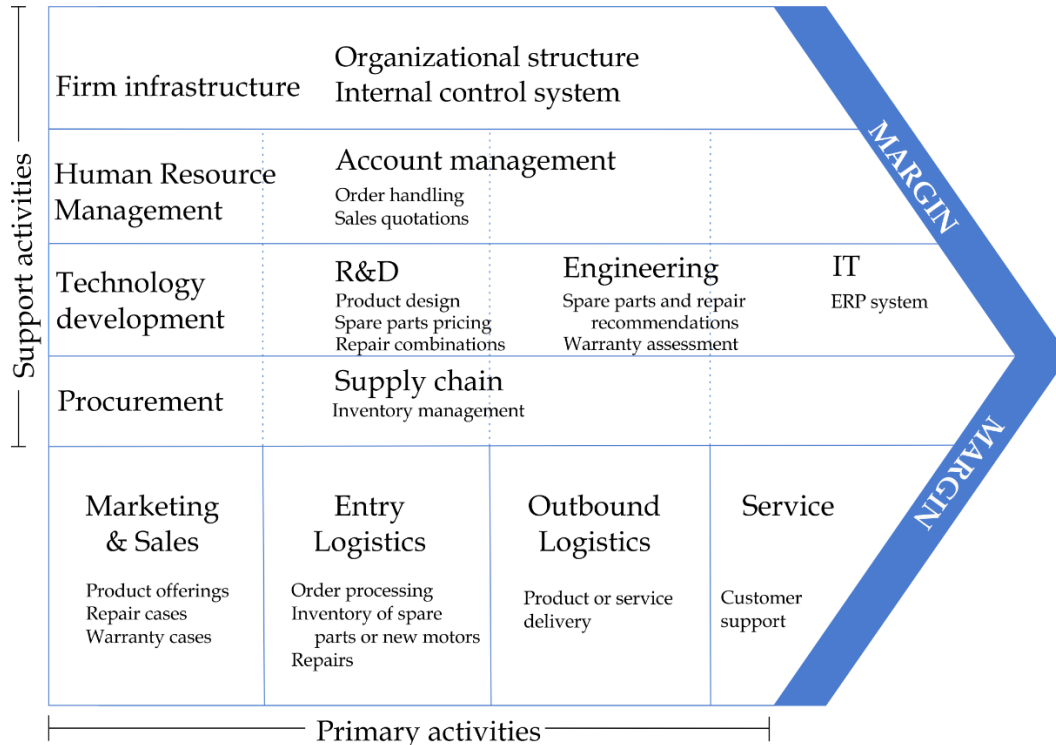 Support activities
Firm infrastructure
Organizational structure
Internal control system
Human Resource
Management
Account management
Order handling
Sales quotations
Technology
development
R&D
Product design
Spare parts pricing
Repair combinations
Engineering
Spare parts and repair
recommendations
Warranty assessment
IT
ERP system
Procurement
Supply chain
Inventory management
MARGIN
MARGIN
Marketing
& Sales
Product offerings
Repair cases
Warranty cases
Entry
Logistics
Order processing
Inventory of spare
parts or new motors
Repairs
Outbound
Logistics
Product or service
delivery
Service
Customer
support
Primary activities